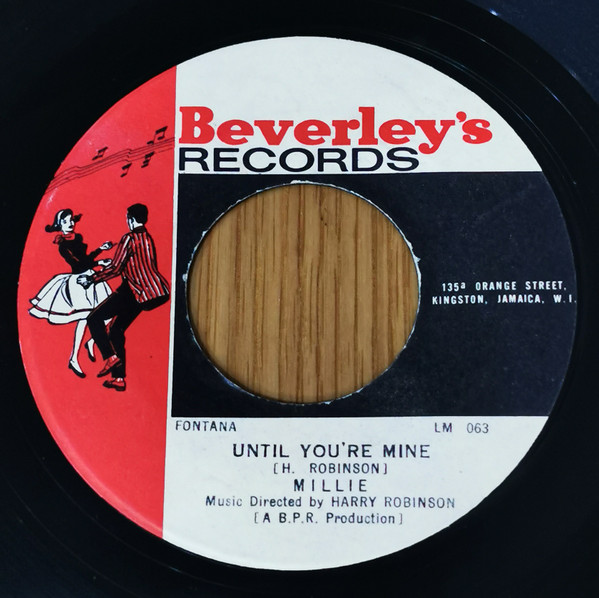 Beverley's
RECORDS
135a ORANGE STREET,
KINGSTON, JAMAICA, W.I.
FONTANA LM 063
UNTIL YOU'RE MINE
[H. ROBINSON]
MILLIE
Music Directed by HARRY ROBINSON
[A B.P.R. Production]